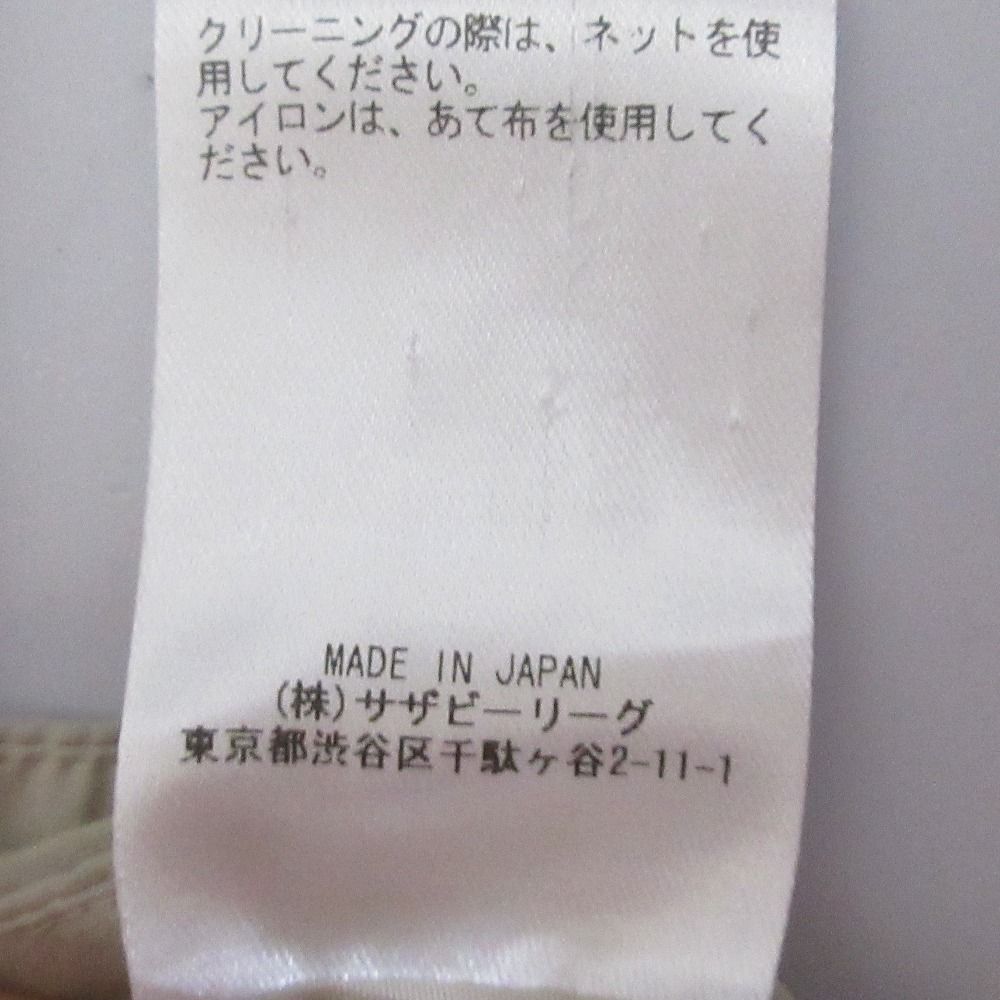 クリーニングの際は、ネットを使
用してください。
アイロンは、あて布を使用してく
ださい。
MADE IN JAPAN
(株)サザビーリーグ
東京都渋谷区千駄ヶ谷2-11-1